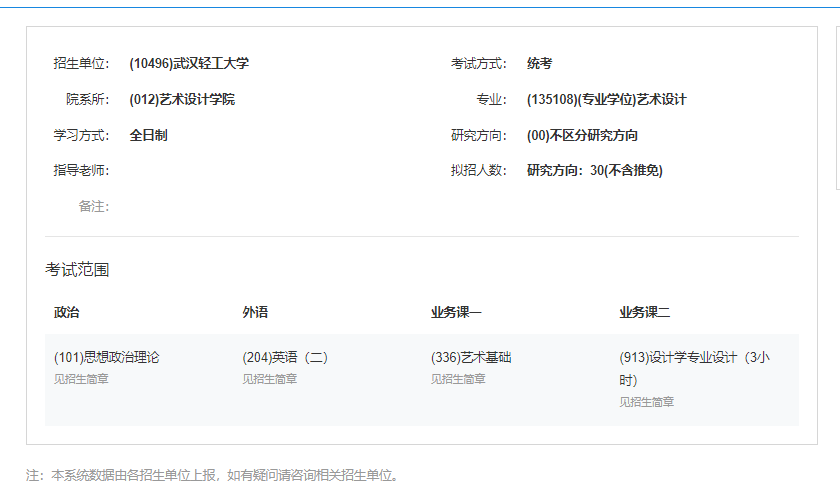 招生单位: (10496)武汉轻工大学 考试方式: 统考
院系所: (012)艺术设计学院 专业: (135108)(专业学位)艺术设计
学习方式: 全日制 研究方向: (00)不区分研究方向
指导老师: 拟招人数: 研究方向：30(不含推免)
备注:
考试范围
政治 外语 业务课一 业务课二
(101)思想政治理论 (204)英语（二） (336)艺术基础 (913)设计学专业设计（3小
时）
见招生简章 见招生简章 见招生简章 见招生简章
注：本系统数据由各招生单位上报，如有疑问请咨询相关招生单位。